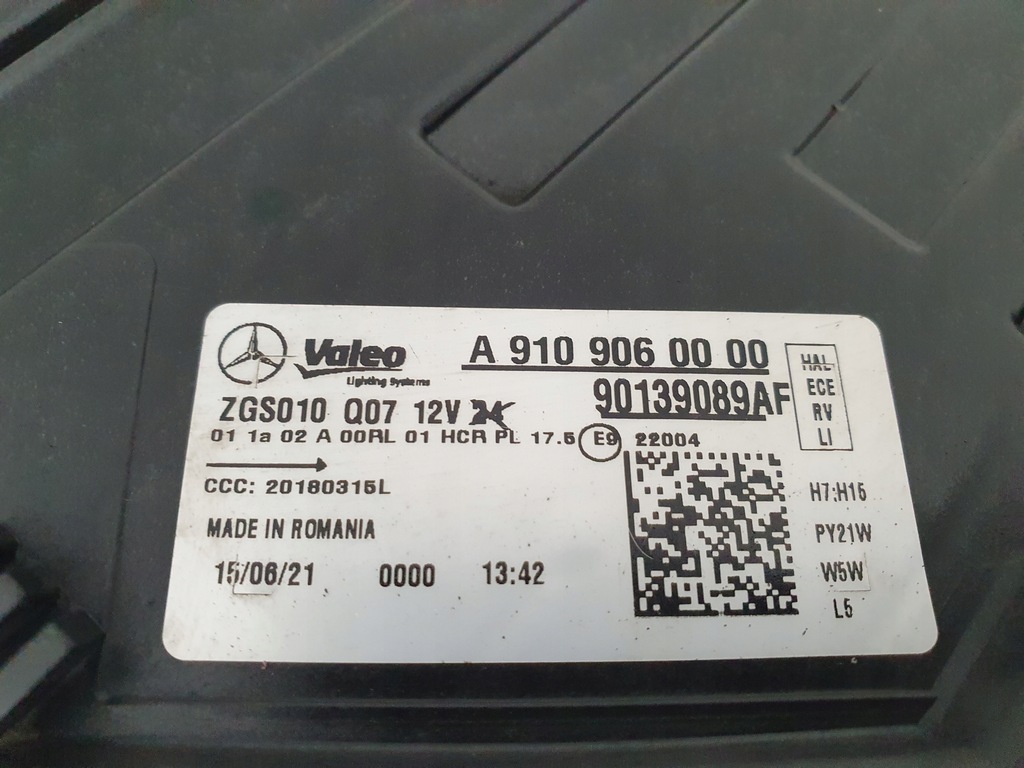 Valeo
Lighting Systems
A 910 906 00 00
90139089AF
HAL
ECE
RV
LI
ZGS010 Q07 12V 24
01 1a 02 A 00RL 01 HCR PL 17.5 E9 22004
CCC: 20180315L
MADE IN ROMANIA
15/06/21 0000 13:42
H7:H15
PY21W
W5W
L5